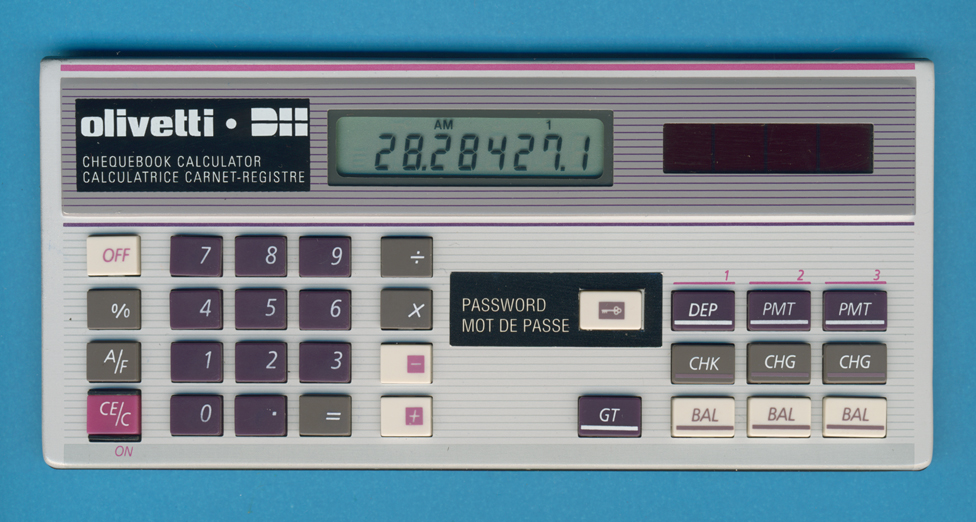 olivetti • DII
CHEQUEBOOK CALCULATOR
CALCULATRICE CARNET-REGISTRE
AM 1
28.28427.1
OFF 7 8 9 ÷
1 2 3
% 4 5 6 X
PASSWORD
MOT DE PASSE
DEP PMT PMT
A/F 1 2 3 -
CHK CHG CHG
CE/C 0 . = +
GT BAL BAL BAL
ON